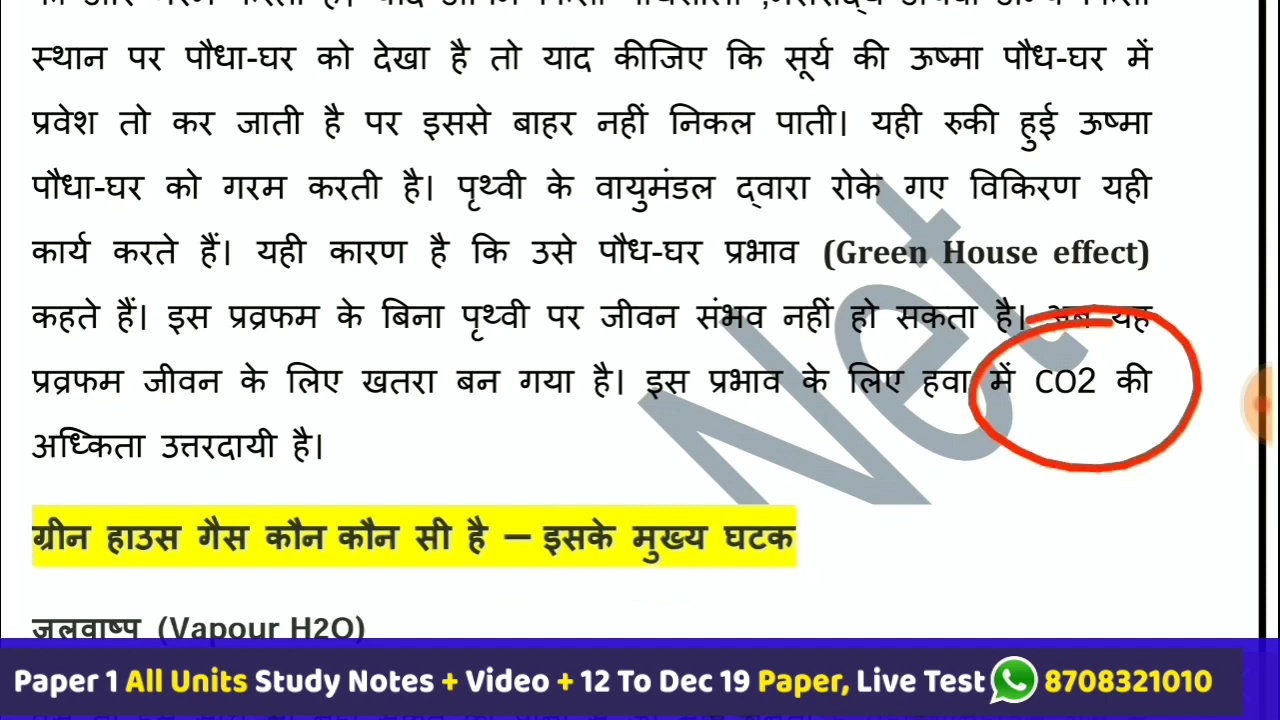 स्थान पर पौधा-घर को देखा है तो याद कीजिए कि सूर्य की ऊष्मा पौध-घर में
प्रवेश तो कर जाती है पर इससे बाहर नहीं निकल पाती। यही रुकी हुई ऊष्मा
पौधा-घर को गरम करती है। पृथ्वी के वायुमंडल द्वारा रोके गए विकिरण यही
कार्य करते हैं। यही कारण है कि उसे पौध-घर प्रभाव (Green House effect)
कहते हैं। इस प्रव्रफम के बिना पृथ्वी पर जीवन संभव नहीं हो सकता है। अब यह
प्रव्रफम जीवन के लिए खतरा बन गया है। इस प्रभाव के लिए हवा में CO2 की
अध्किता उत्तरदायी है।
Net
ग्रीन हाउस गैस कौन कौन सी है – इसके मुख्य घटक
जलवाष्प (Vapour H2O)
Paper 1 All Units Study Notes + Video + 12 To Dec 19 Paper, Live Test 8708321010